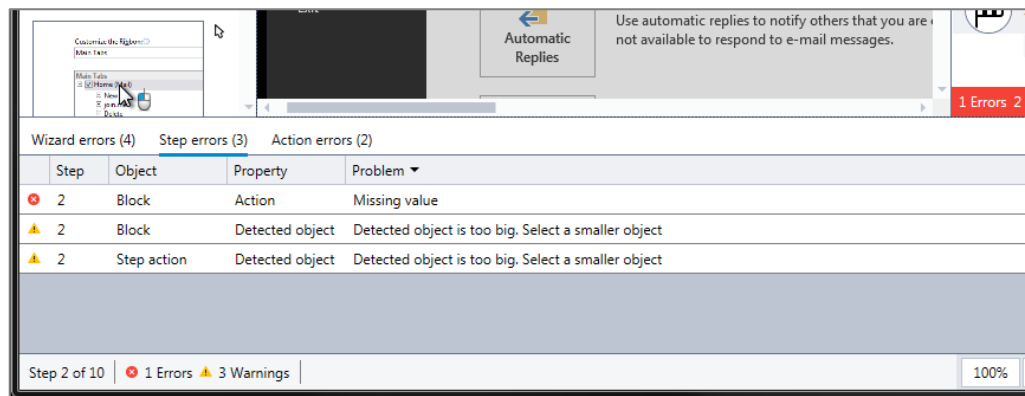 Customize the Ribbon:
Main Tabs
Main Tabs
Home (Mail)
New
Delete
Automatic
Replies
Use automatic replies to notify others that you are
not available to respond to e-mail messages.
1 Errors 2
Wizard errors (4) Step errors (3) Action errors (2)
Step Object Property Problem
2 Block Action Missing value
2 Block Detected object Detected object is too big. Select a smaller object
2 Step action Detected object Detected object is too big. Select a smaller object
Step 2 of 10 1 Errors 3 Warnings 100%